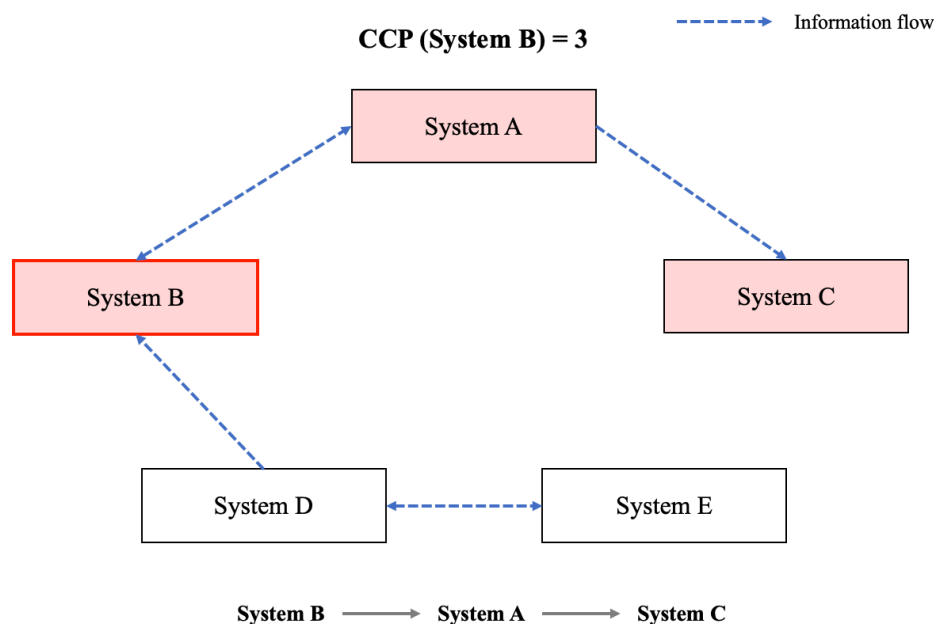 Information flow
CCP (System B) = 3
System A
System B
System C
System D
System E
System B
System A
System C